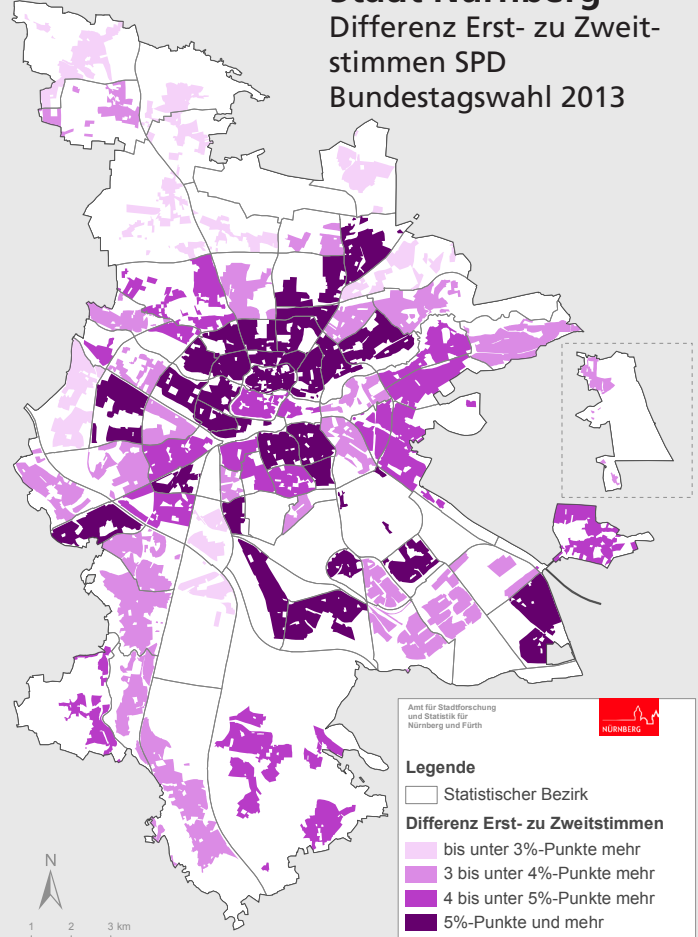 Stadt Nürnberg
Differenz Erst- zu Zweit-
stimmen SPD
Bundestagswahl 2013
Amt für Stadtforschung
und Statistik für
Nürnberg und Fürth
NÜRNBERG
Legende
Statistischer Bezirk
Differenz Erst- zu Zweitstimmen
bis unter 3%-Punkte mehr
3 bis unter 4%-Punkte mehr
4 bis unter 5%-Punkte mehr
5%-Punkte und mehr
N
1 2 3 km